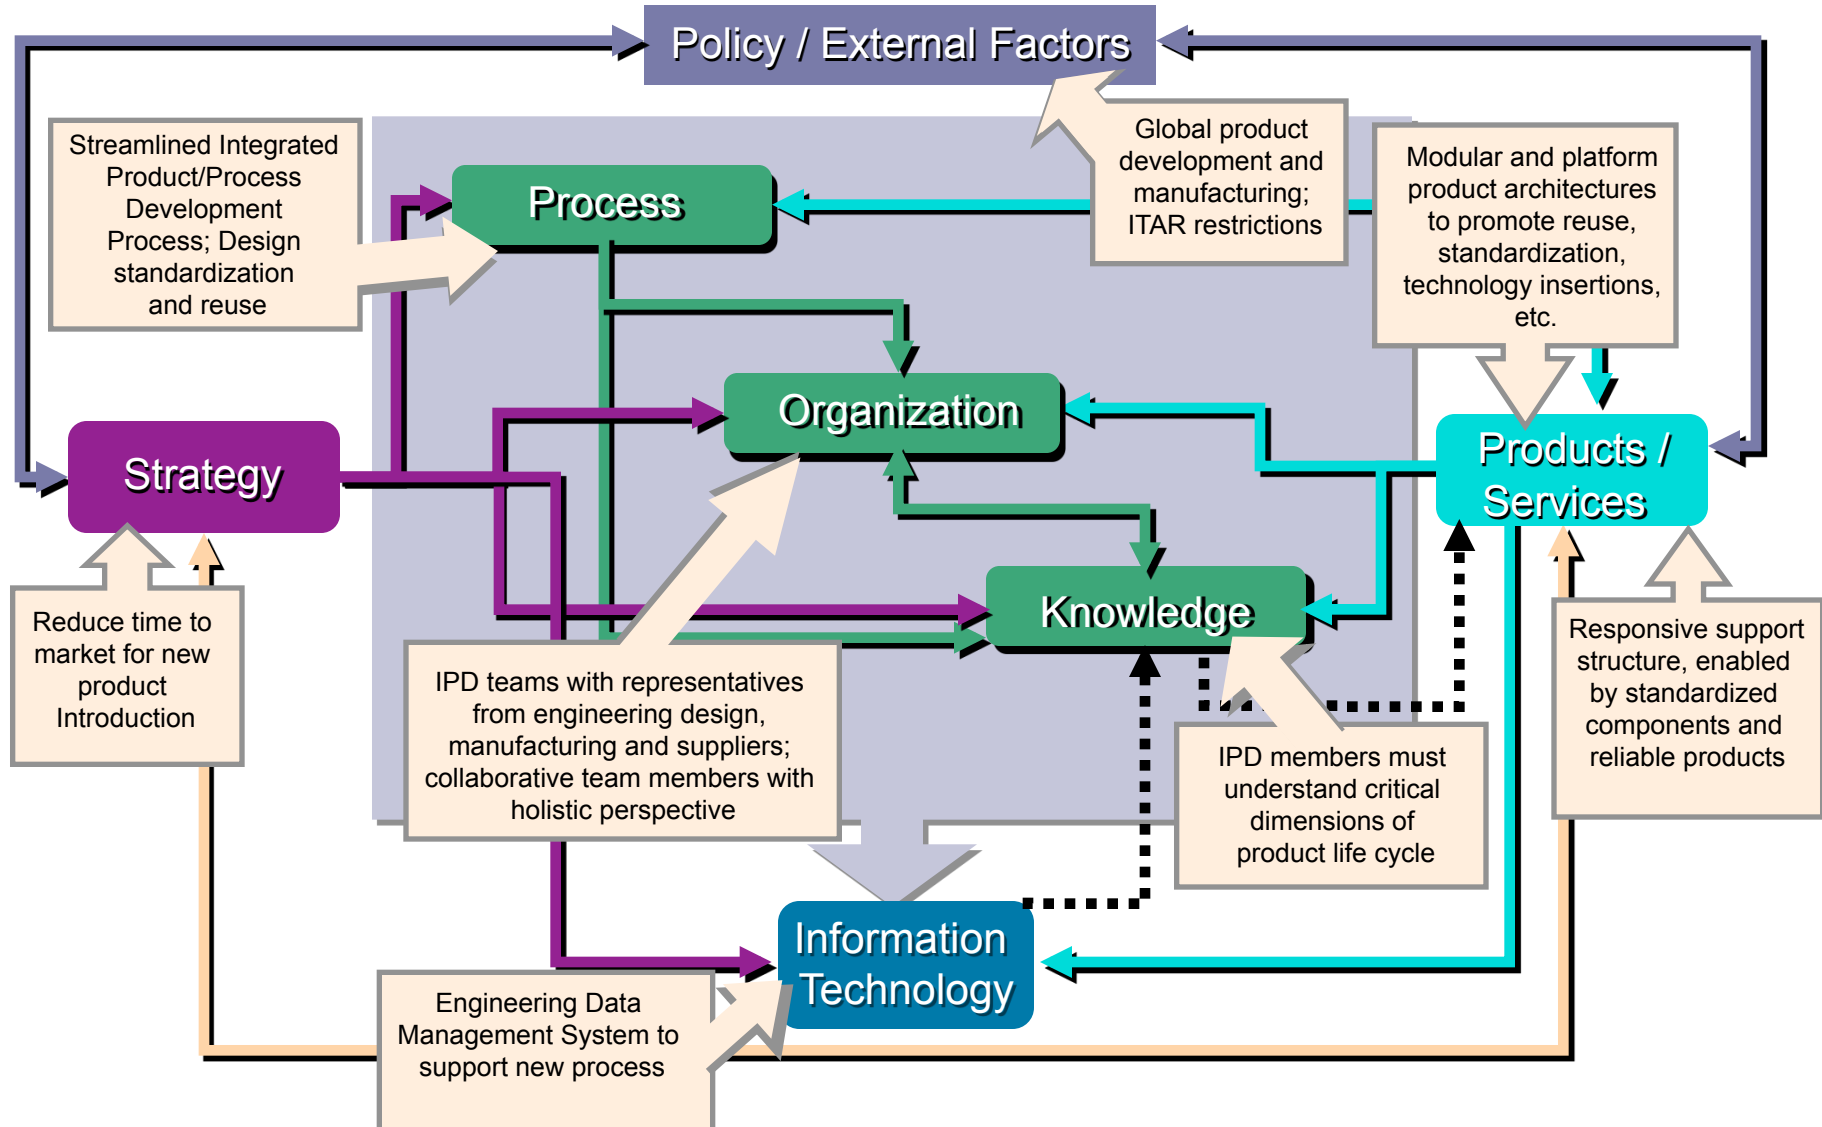 Policy / External Factors
Streamlined Integrated
Product/Process
Development
Process; Design
standardization
and reuse
Process
Global product
development and
manufacturing;
ITAR restrictions
Modular and platform
product architectures
to promote reuse,
standardization,
technology insertions,
etc.
Organization
Strategy
Products /
Services
Knowledge
Reduce time to
market for new
product
Introduction
IPD teams with representatives
from engineering design,
manufacturing and suppliers;
collaborative team members with
holistic perspective
IPD members must
understand critical
dimensions of
product life cycle
Responsive support
structure, enabled
by standardized
components and
reliable products
Information
Technology
Engineering Data
Management System to
support new process